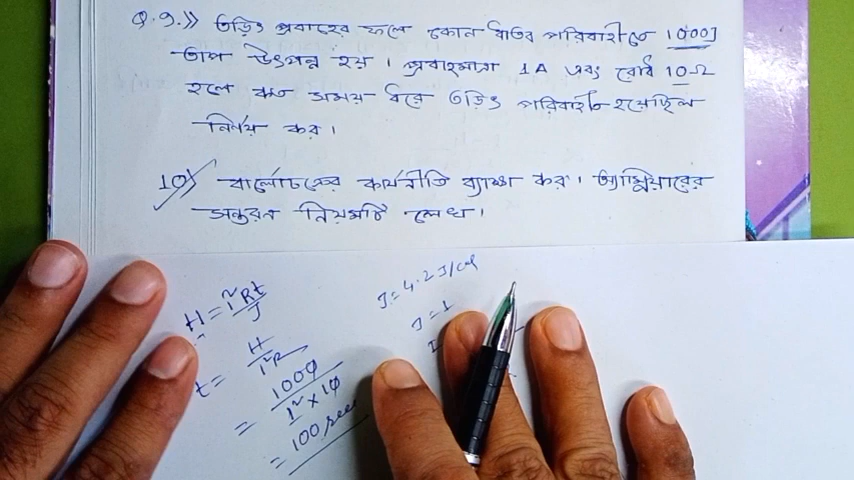 Q.9.》 তড়িৎ প্রবাহের ফলে কোন ধাতব পরিবাহীতে 1000J
তাপ উৎপন্ন হয়। প্রবাহমাত্রা 1A এবং রোধ 10Ω
হলে কত সময় ধরে তড়িৎ পরিবাহীত হয়েছিল
নির্ণয় কর।
10》 বার্লোচক্রের কার্যনীতি ব্যাখ্যা কর। অ্যাম্পিয়ারের
সন্তরন নিয়মটি লেখ।
J = 4.2 J/cal
H = i²Rt/J
J = 1
t = H/i²R
= 1000/1² × 10
= 100 sec